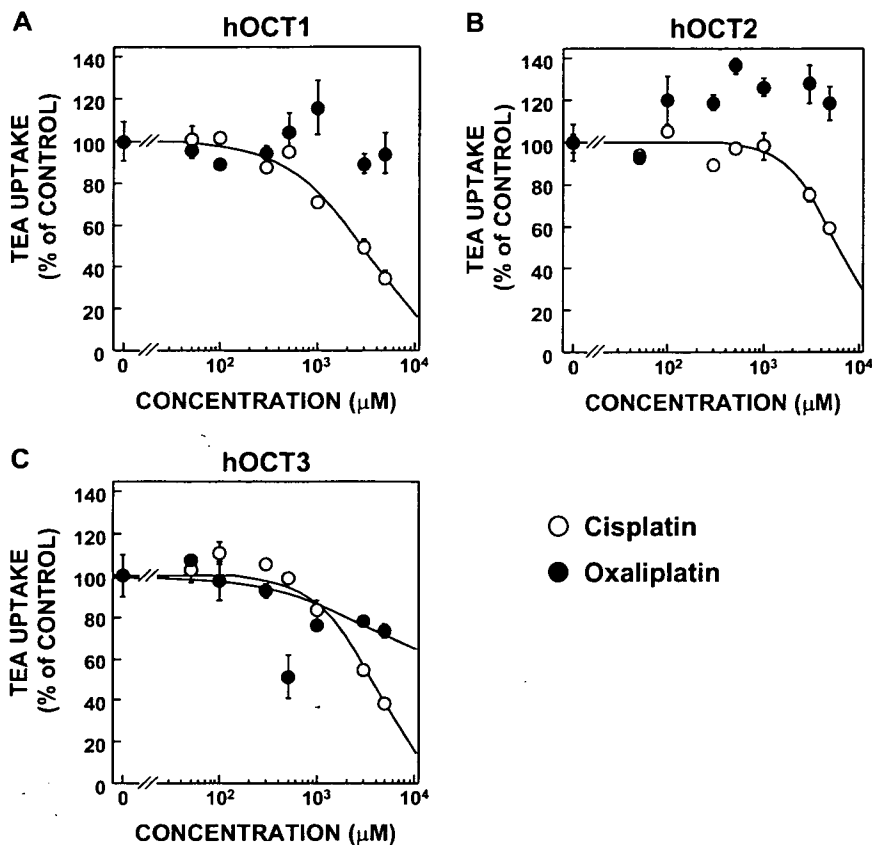 A
hOCT1
TEA UPTAKE
(% of CONTROL)
140
120
100
80
60
40
20
0
0
10²
10³
10⁴
CONCENTRATION (μM)
B
hOCT2
TEA UPTAKE
(% of CONTROL)
140
120
100
80
60
40
20
0
0
10²
10³
10⁴
CONCENTRATION (μM)
C
hOCT3
TEA UPTAKE
(% of CONTROL)
140
120
100
80
60
40
20
0
0
10²
10³
10⁴
CONCENTRATION (μM)
Cisplatin
Oxaliplatin